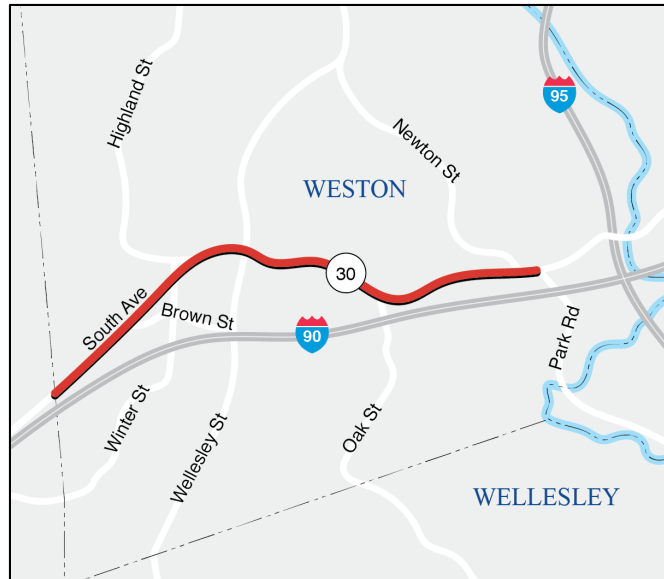 Highland St
95
Newton St
WESTON
30
South Ave
Brown St
90
Park Rd
Winter St
Wellesley St
Oak St
WELLESLEY